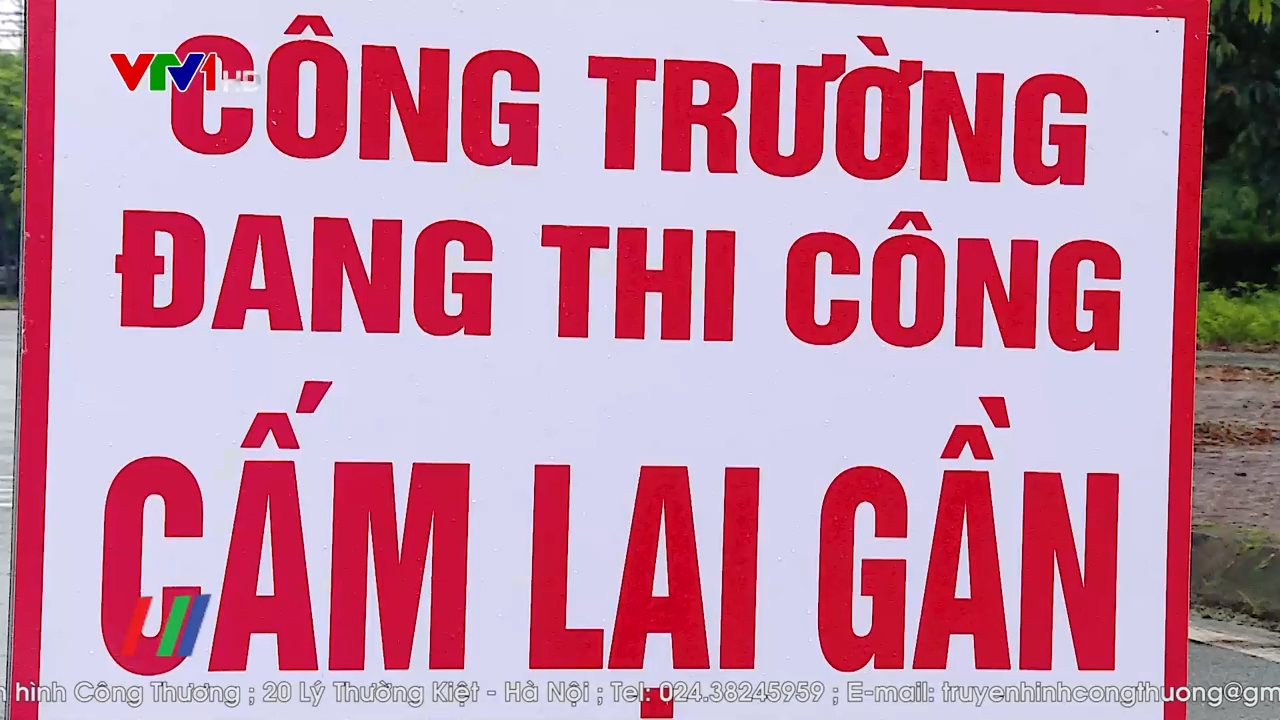 VTV1 HD
CÔNG TRƯỜNG
ĐANG THI CÔNG
CẤM LẠI GẦN
hình Công Thương ; 20 Lý Thường Kiệt - Hà Nội ; Tel: 024.38245959 ; E-mail: truyenhinhcongthuong@gm